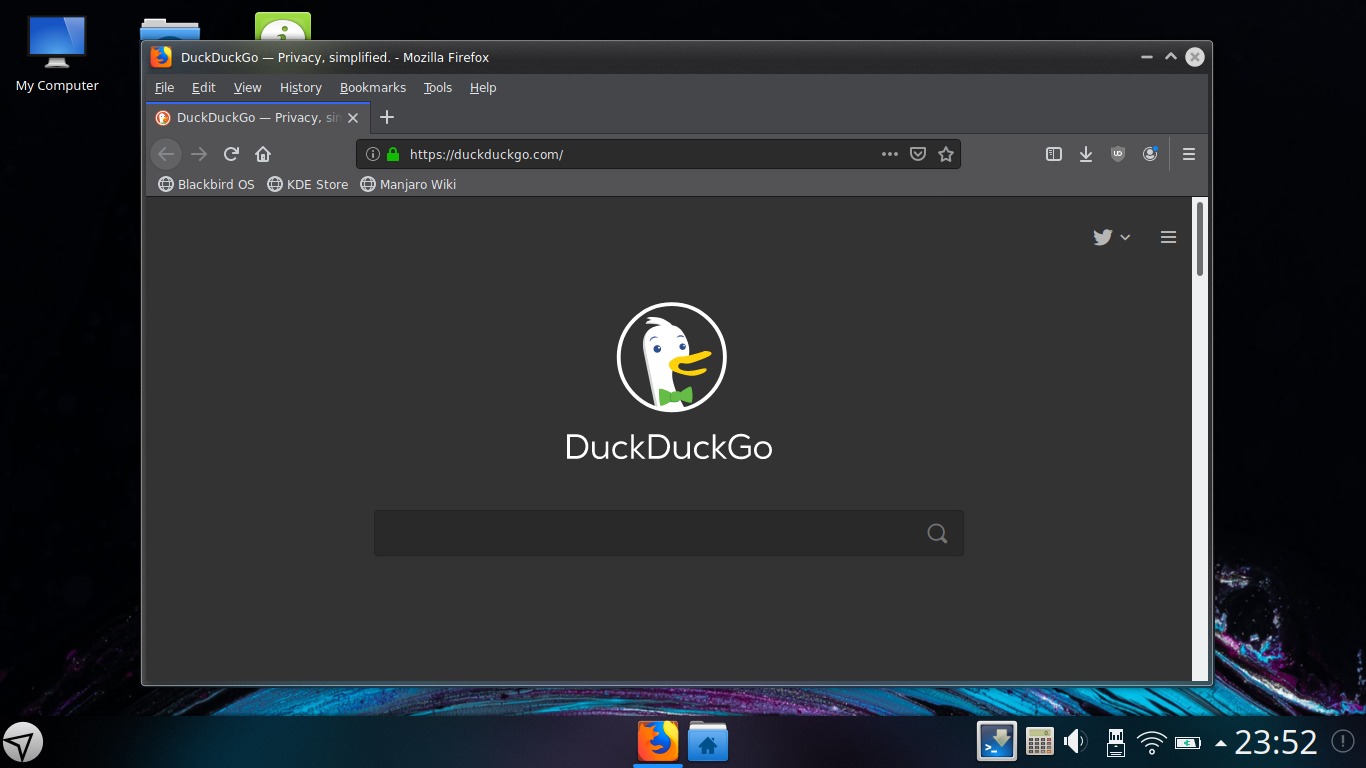 My Computer
DuckDuckGo — Privacy, simplified. - Mozilla Firefox
File Edit View History Bookmarks Tools Help
DuckDuckGo — Privacy, sin
https://duckduckgo.com/
Blackbird OS KDE Store Manjaro Wiki
DuckDuckGo
23:52